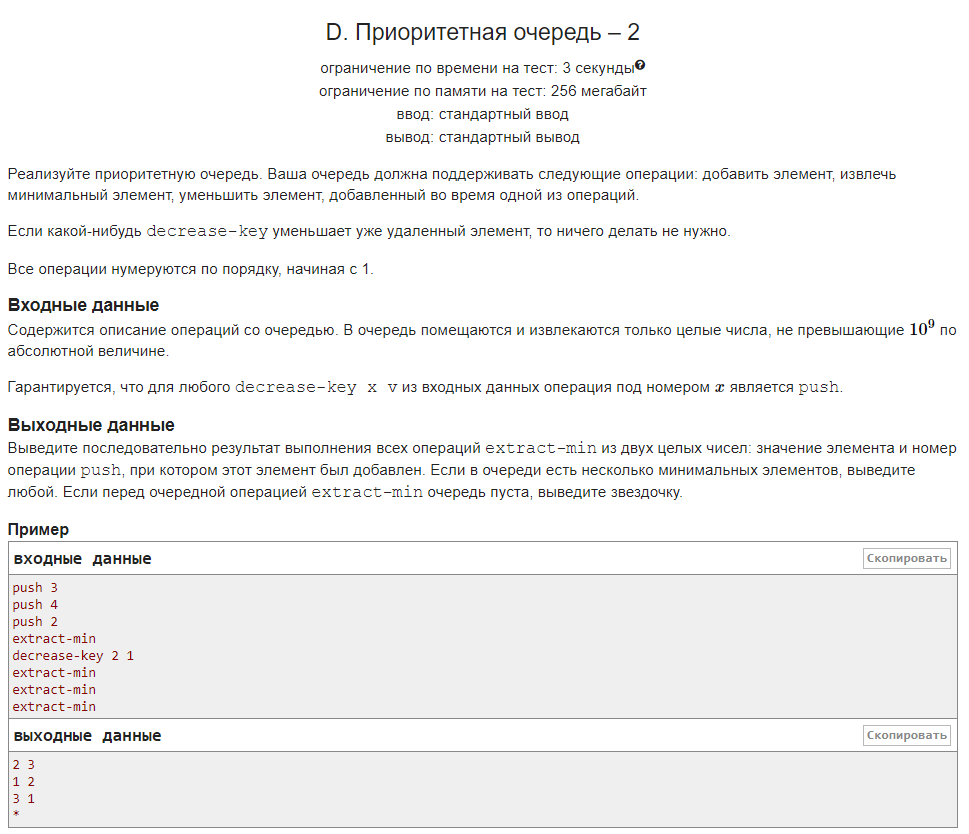 D. Приоритетная очередь – 2
ограничение по времени на тест: 3 секунды
ограничение по памяти на тест: 256 мегабайт
ввод: стандартный ввод
вывод: стандартный вывод
Реализуйте приоритетную очередь. Ваша очередь должна поддерживать следующие операции: добавить элемент, извлечь
минимальный элемент, уменьшить элемент, добавленный во время одной из операций.
Если какой-нибудь decrease-key уменьшает уже удаленный элемент, то ничего делать не нужно.
Все операции нумеруются по порядку, начиная с 1.
Входные данные
Содержится описание операций со очередью. В очередь помещаются и извлекаются только целые числа, не превышающие 10⁹ по
абсолютной величине.
Гарантируется, что для любого decrease-key x v из входных данных операция под номером x является push.
Выходные данные
Выведите последовательно результат выполнения всех операций extract-min из двух целых чисел: значение элемента и номер
операции push, при котором этот элемент был добавлен. Если в очереди есть несколько минимальных элементов, выведите
любой. Если перед очередной операцией extract-min очередь пуста, выведите звездочку.
Пример
входные данные
Скопировать
push 3
push 4
push 2
extract-min
decrease-key 2 1
extract-min
extract-min
extract-min
выходные данные
Скопировать
2 3
1 2
3 1
*